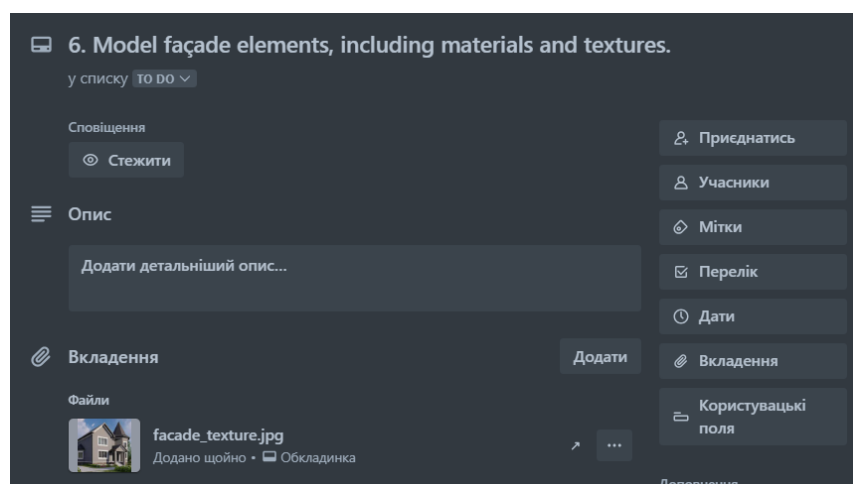 6. Model façade elements, including materials and textures.
у списку TO DO
Сповіщення
Стежити
Опис
Додати детальніший опис...
Вкладення
Додати
Файли
facade_texture.jpg
Додано щойно • Обкладинка
Приєднатись
Учасники
Мітки
Перелік
Дати
Вкладення
Користувацькі
поля
Доповнення